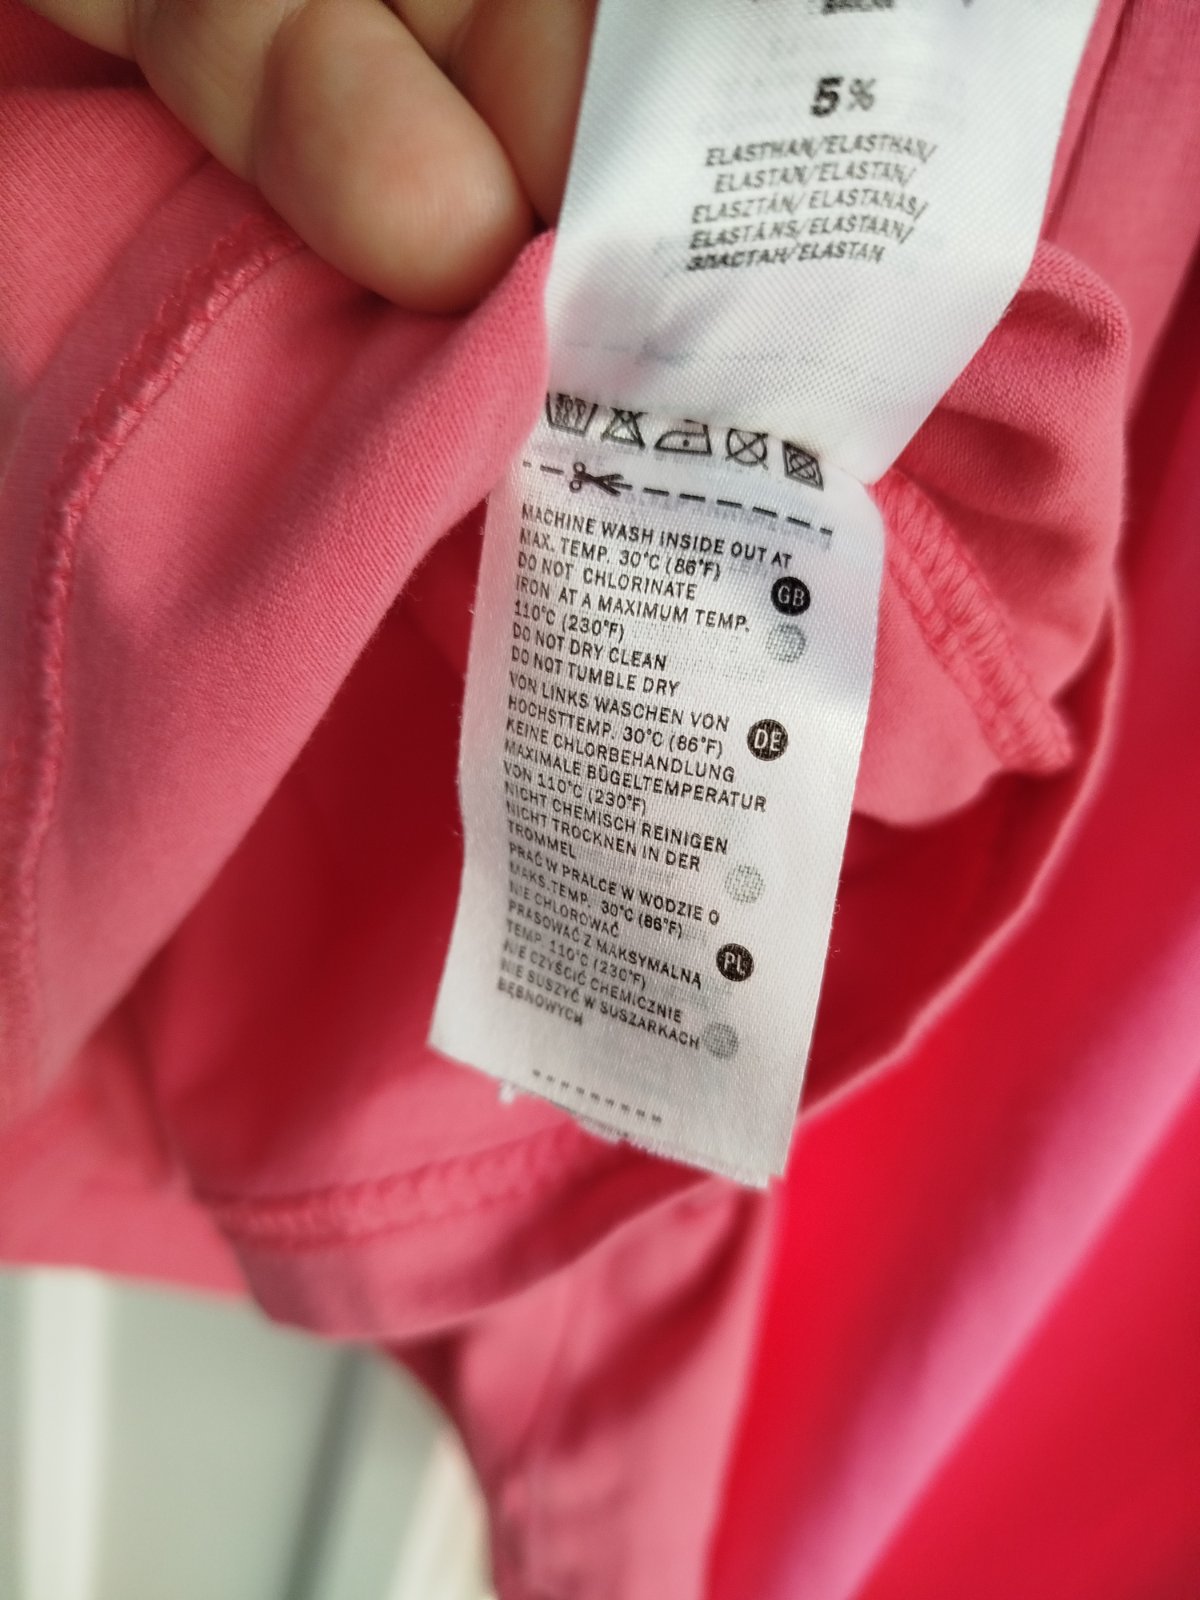 5%
ELASTHAN/ELASTHAN/
ELASTAN/ELASTAN/
ELASZTÁN/ELASTANAS/
ELASTĀNS/ELASTAAN/
ЭЛАСТАН/ELASTAN
MACHINE WASH INSIDE OUT AT
MAX. TEMP. 30°C (86°F)
DO NOT CHLORINATE
GB
IRON AT A MAXIMUM TEMP.
110°C (230°F)
DO NOT DRY CLEAN
DO NOT TUMBLE DRY
VON LINKS WASCHEN VON
HÖCHSTTEMP. 30°C (86°F)
DE
KEINE CHLORBEHANDLUNG
MAXIMALE BÜGELTEMPERATUR
VON 110°C (230°F)
NICHT CHEMISCH REINIGEN
NICHT TROCKNEN IN DER
TROMMEL
PRAĆ W PRALCE W WODZIE O
MAKS.TEMP. 30°C (86°F)
NIE CHLOROWAĆ
PRASOWAĆ Z MAKSYMALNĄ
PL
TEMP. 110°C (230°F)
NIE CZYŚCIĆ CHEMICZNIE
NIE SUSZYĆ W SUSZARKACH
BĘBNOWYCH